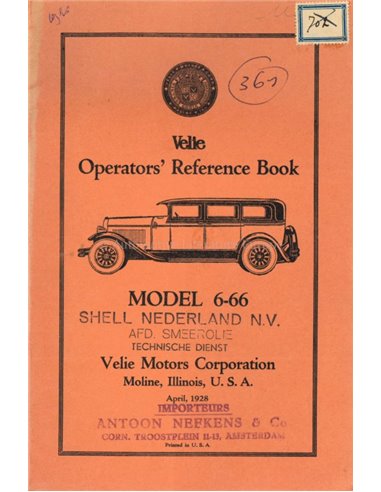 361
Velie
Operators' Reference Book
MODEL 6-66
SHELL NEDERLAND N.V.
AFD. SMEEROLIE
TECHNISCHE DIENST
Velie Motors Corporation
Moline, Illinois, U. S. A.
April, 1928
IMPORTEURS
ANTOON NEFKENS & Co
CORN. TROOSTPLEIN 11-13, AMSTERDAM
Printed in U. S. A.